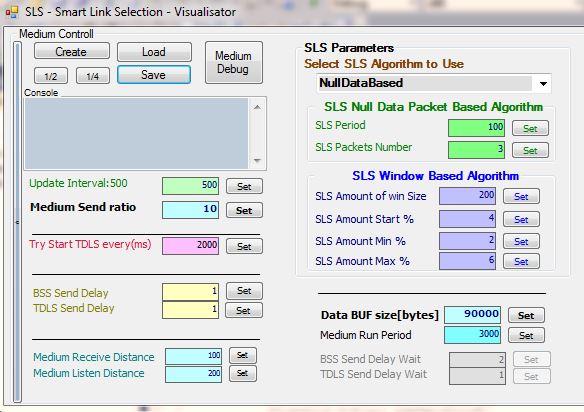 SLS - Smart Link Selection - Visualisator
Medium Controll
Create
Load
Medium Debug
1/2
1/4
Save
Console
Update Interval:500
500
Set
Medium Send ratio
10
Set
Try Start TDLS every(ms)
2000
Set
BSS Send Delay
1
Set
TDLS Send Delay
1
Set
Medium Receive Distance
100
Set
Medium Listen Distance
200
Set
SLS Parameters
Select SLS Algorithm to Use
NullDataBased
SLS Null Data Packet Based Algorithm
SLS Period
100
Set
SLS Packets Number
3
Set
SLS Window Based Algorithm
SLS Amount of win Size
200
Set
SLS Amount Start %
4
Set
SLS Amount Min %
2
Set
SLS Amount Max %
6
Set
Data BUF size[bytes]
90000
Set
Medium Run Period
3000
Set
BSS Send Delay Wait
2
Set
TDLS Send Delay Wait
1
Set